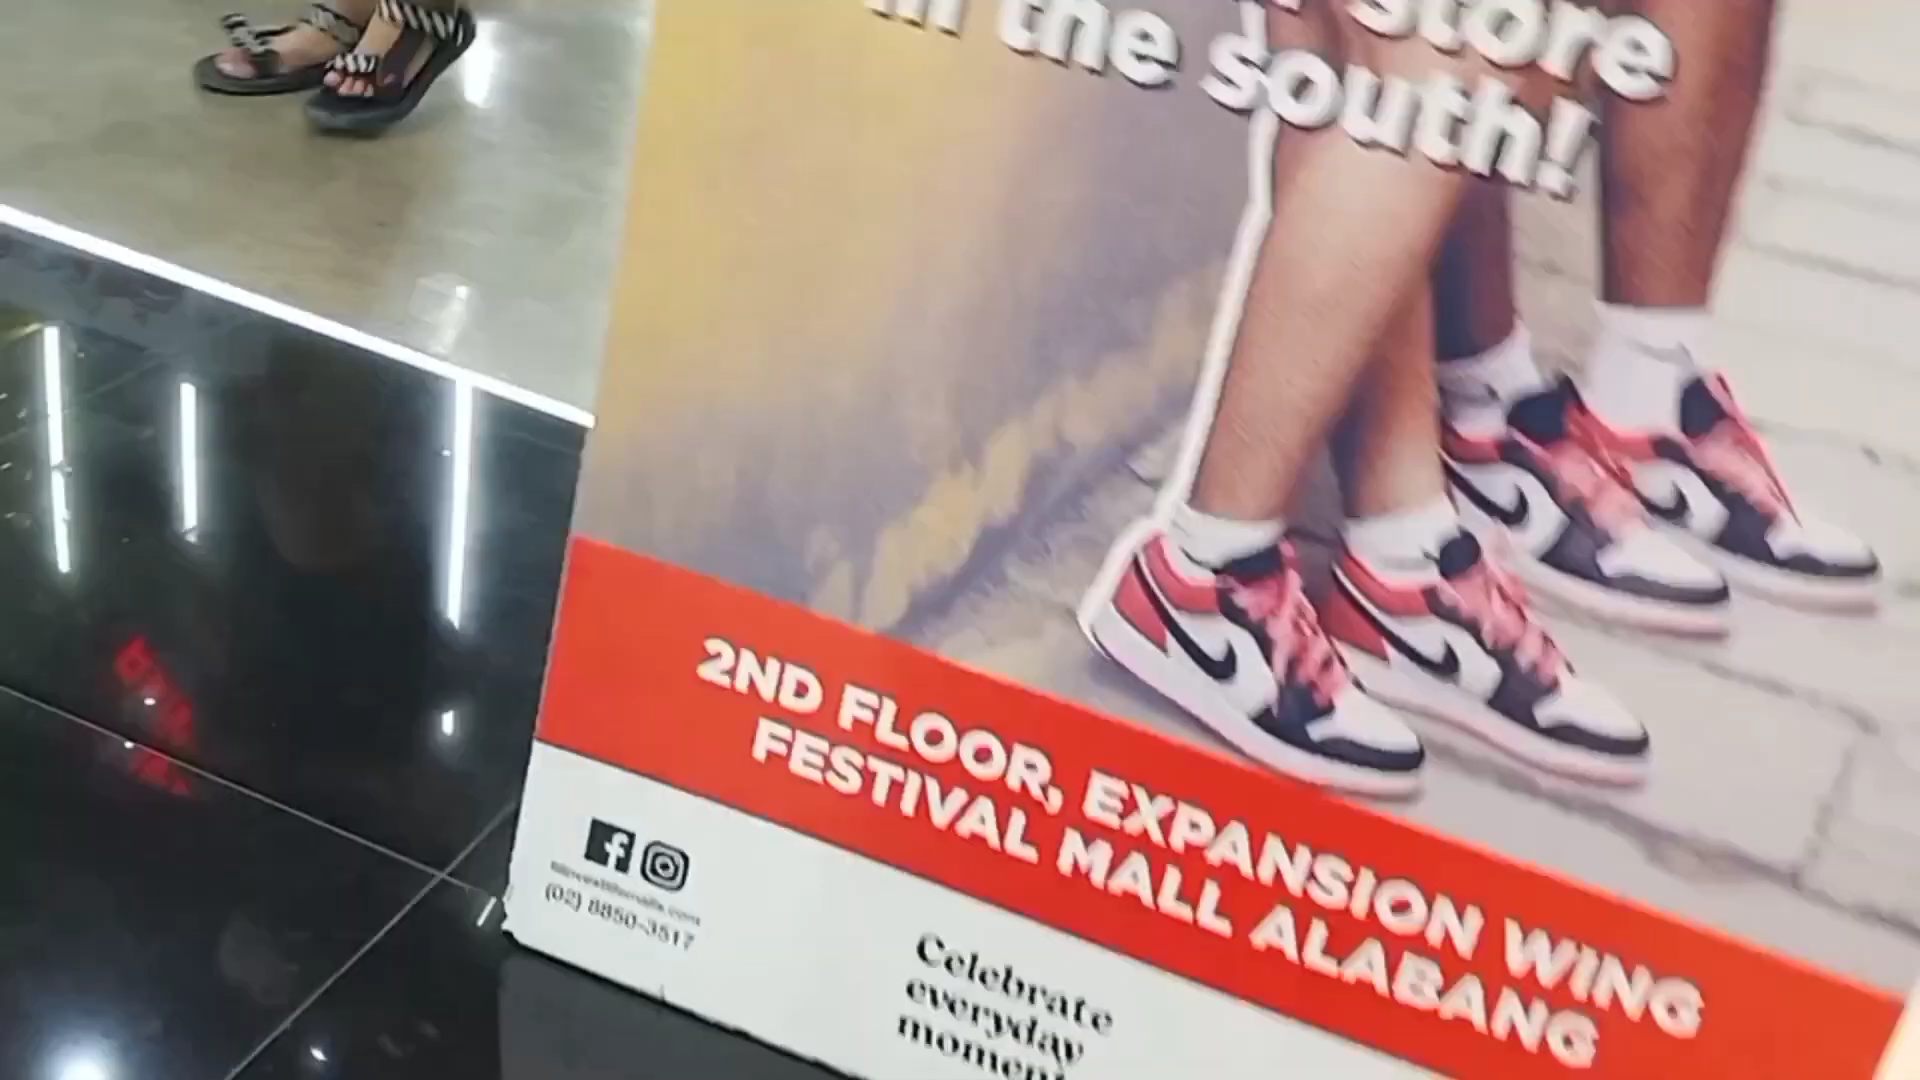 store
in the south!
2ND FLOOR, EXPANSION WING
FESTIVAL MALL ALABANG
(02) 8850-3517
Celebrate
everyday